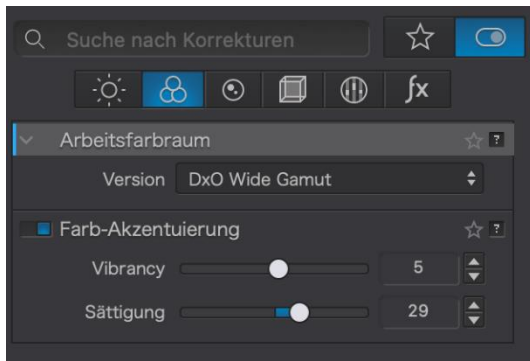 Suche nach Korrekturen
fx
Arbeitsfarbraum ?
Version DxO Wide Gamut
Farb-Akzentuierung ?
Vibrancy 5
Sättigung 29